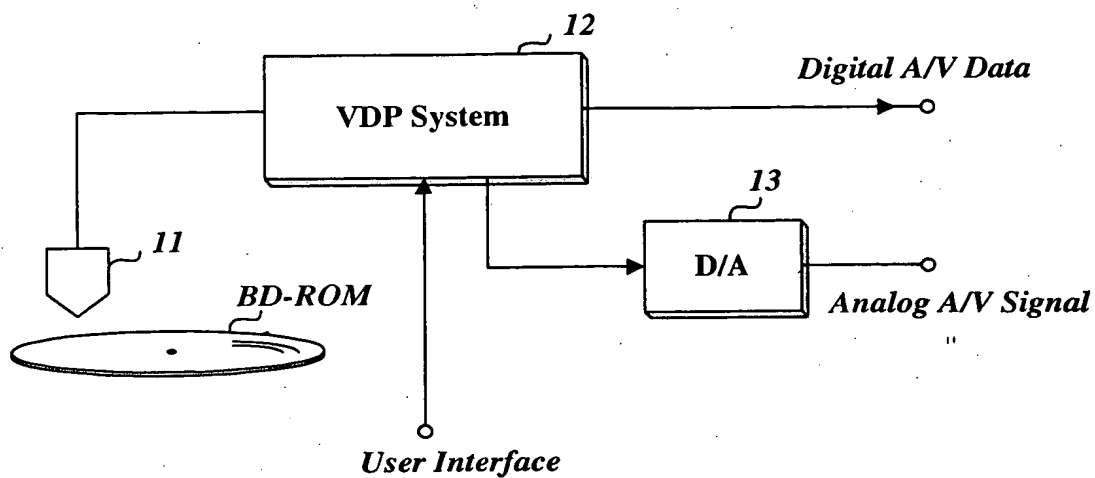 12
VDP System
Digital A/V Data
13
11
D/A
BD-ROM
Analog A/V Signal
User Interface